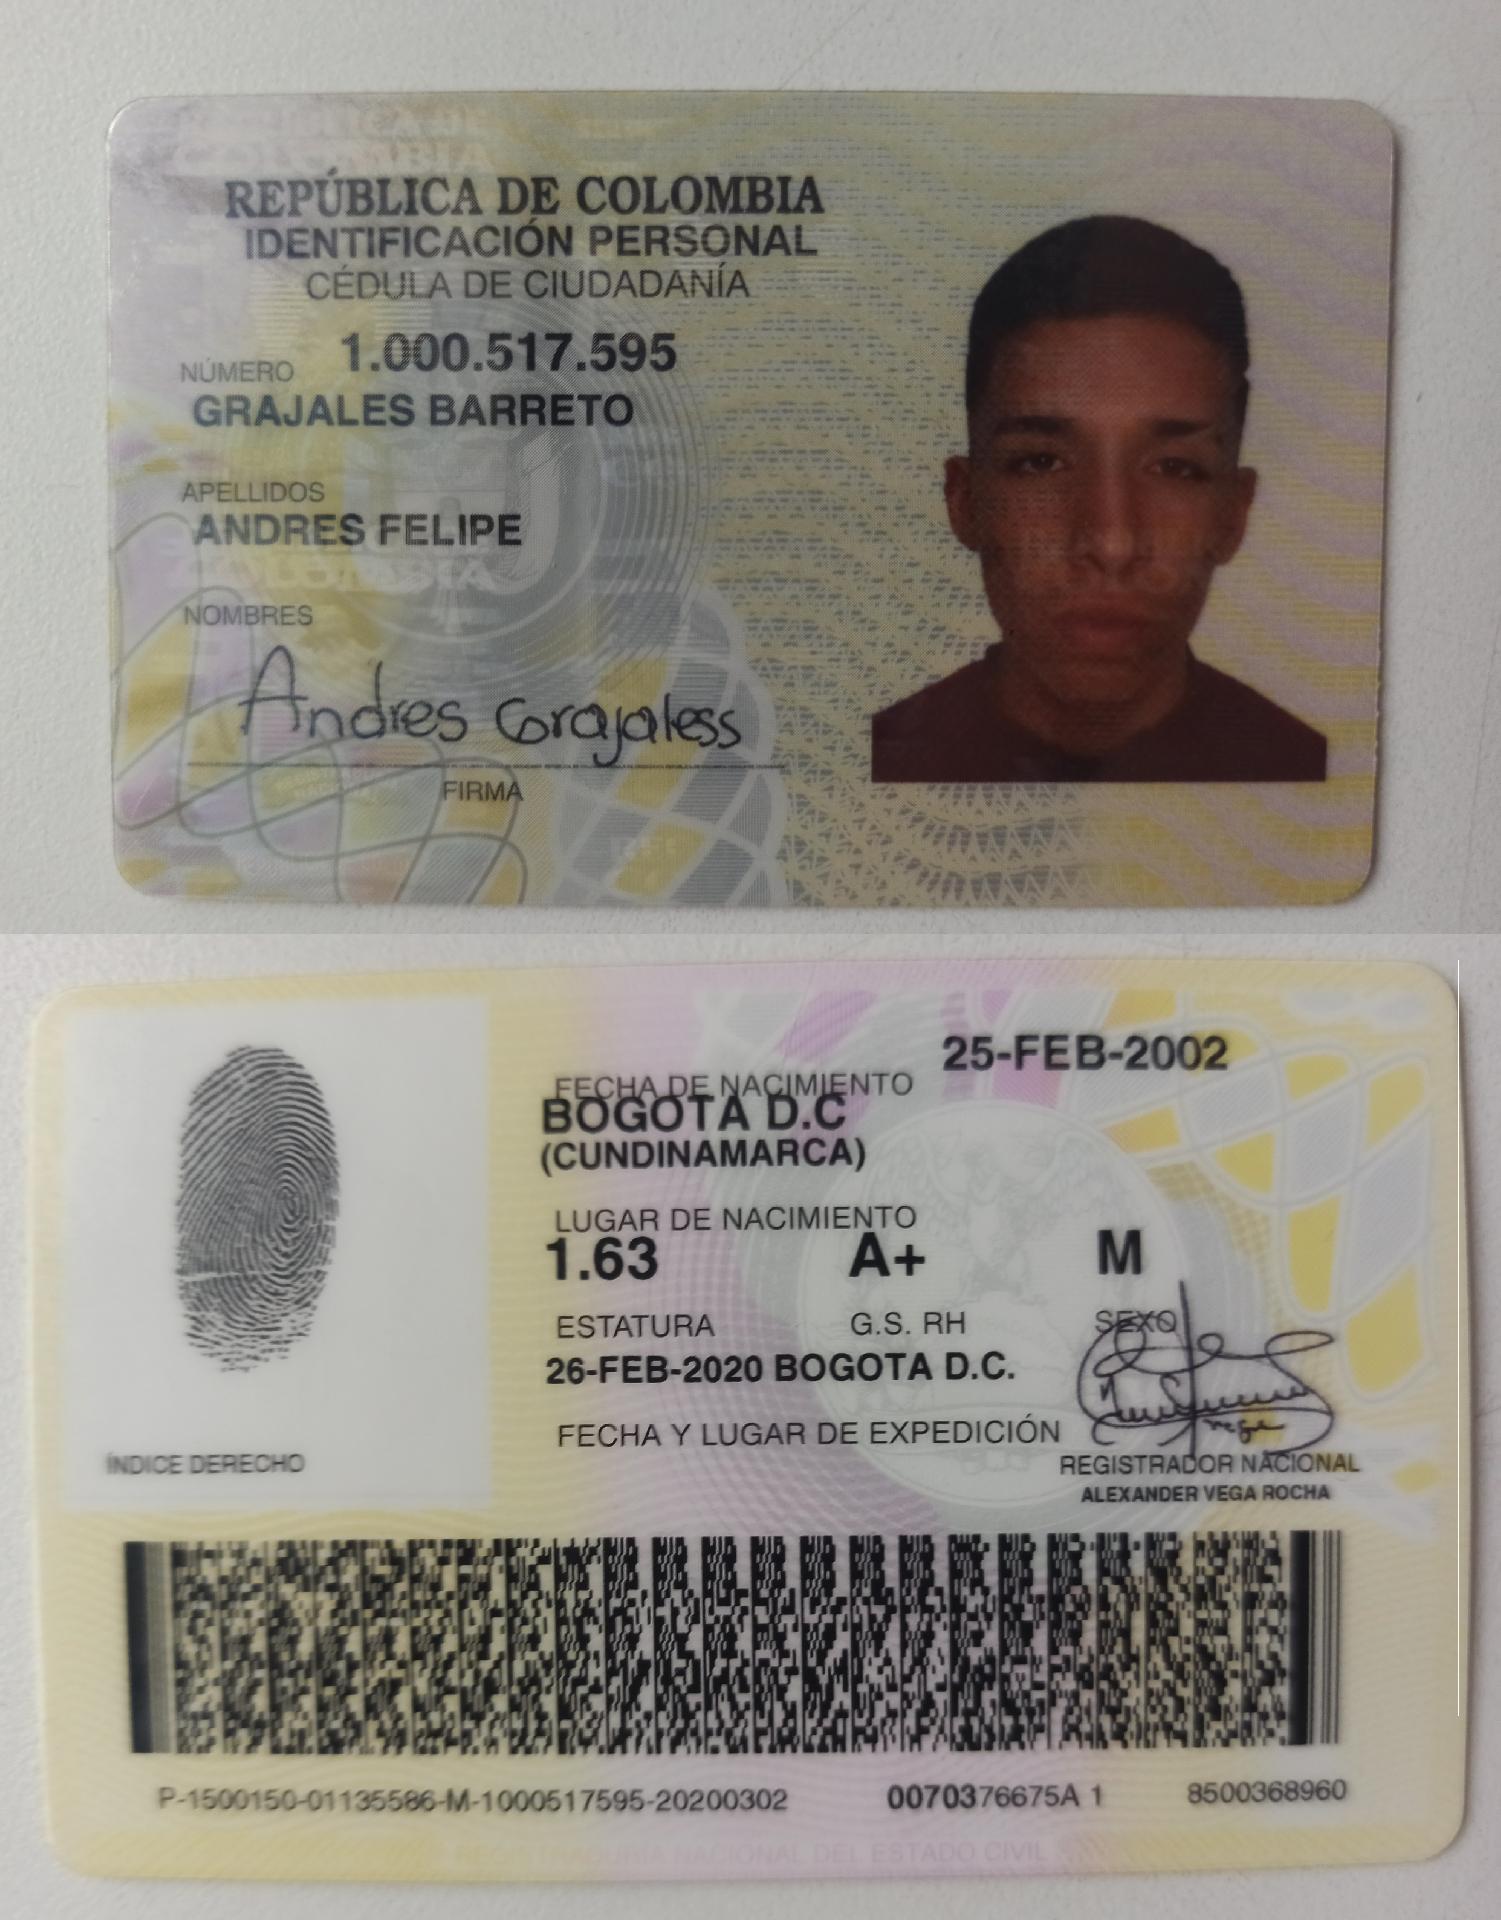 REPÚBLICA DE COLOMBIA
IDENTIFICACIÓN PERSONAL
CÉDULA DE CIUDADANÍA
NÚMERO 1.000.517.595
GRAJALES BARRETO
APELLIDOS
ANDRES FELIPE
NOMBRES
Andres Grajaless
FIRMA
25-FEB-2002
FECHA DE NACIMIENTO
BOGOTA D.C
(CUNDINAMARCA)
LUGAR DE NACIMIENTO
1.63 A+ M
ESTATURA G.S. RH SEXO
26-FEB-2020 BOGOTA D.C.
FECHA Y LUGAR DE EXPEDICIÓN
ÍNDICE DERECHO
REGISTRADOR NACIONAL
ALEXANDER VEGA ROCHA
P-1500150-01135586-M-1000517595-20200302 0070376675A 1 8500368960
REGISTRADURIA NACIONAL DEL ESTADO CIVIL